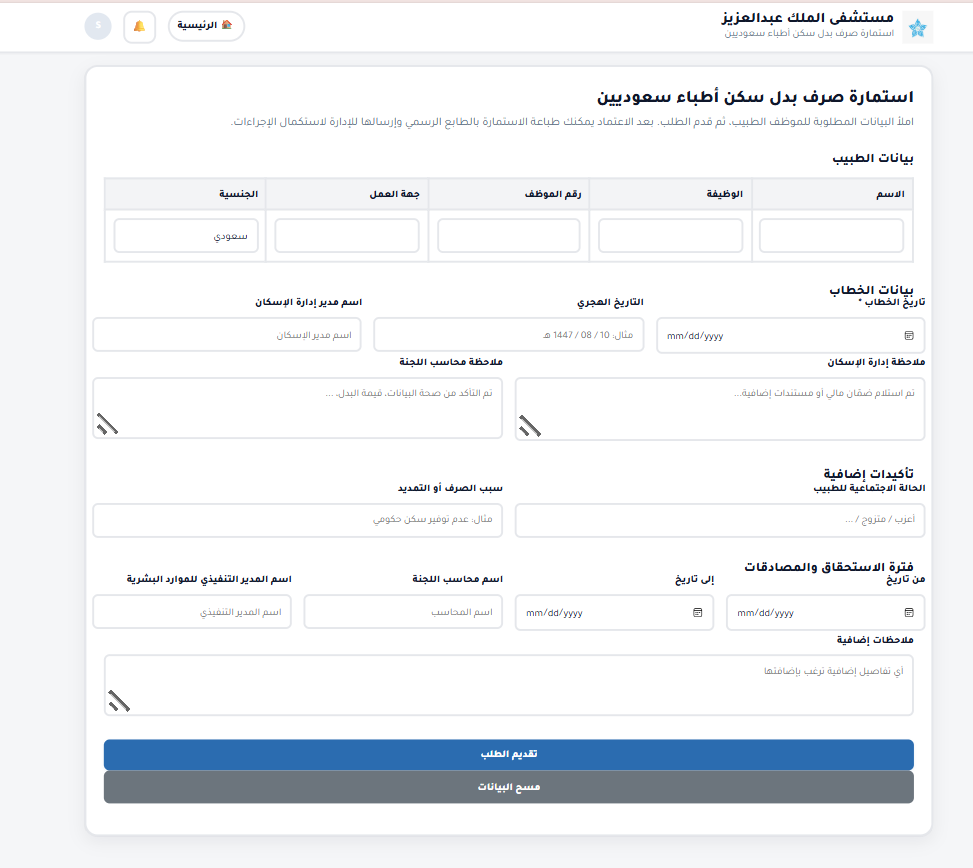 مستشفى الملك عبدالعزيز
استمارة صرف بدل سكن أطباء سعوديين
الرئيسية
S
استمارة صرف بدل سكن أطباء سعوديين
املأ البيانات المطلوبة للموظف الطبيب، ثم قدم الطلب. بعد الاعتماد يمكنك طباعة الاستمارة بالطابع الرسمي وإرسالها للإدارة لاستكمال الإجراءات.
بيانات الطبيب
الاسم الوظيفة رقم الموظف جهة العمل الجنسية
سعودي
بيانات الخطاب
تاريخ الخطاب * التاريخ الهجري اسم مدير إدارة الإسكان
mm/dd/yyyy مثال: 10 / 08 / 1447 هـ اسم مدير الإسكان
ملاحظة إدارة الإسكان ملاحظة محاسب اللجنة
تم استلام ضمان مالي أو مستندات إضافية... تم التأكد من صحة البيانات، قيمة البدل، ...
تأكيدات إضافية
الحالة الاجتماعية للطبيب سبب الصرف أو التمديد
أعزب / متزوج / ... مثال: عدم توفير سكن حكومي
فترة الاستحقاق والمصادقات
من تاريخ إلى تاريخ اسم محاسب اللجنة اسم المدير التنفيذي للموارد البشرية
mm/dd/yyyy mm/dd/yyyy اسم المحاسب اسم المدير التنفيذي
ملاحظات إضافية
أي تفاصيل إضافية ترغب بإضافتها
تقديم الطلب
مسح البيانات